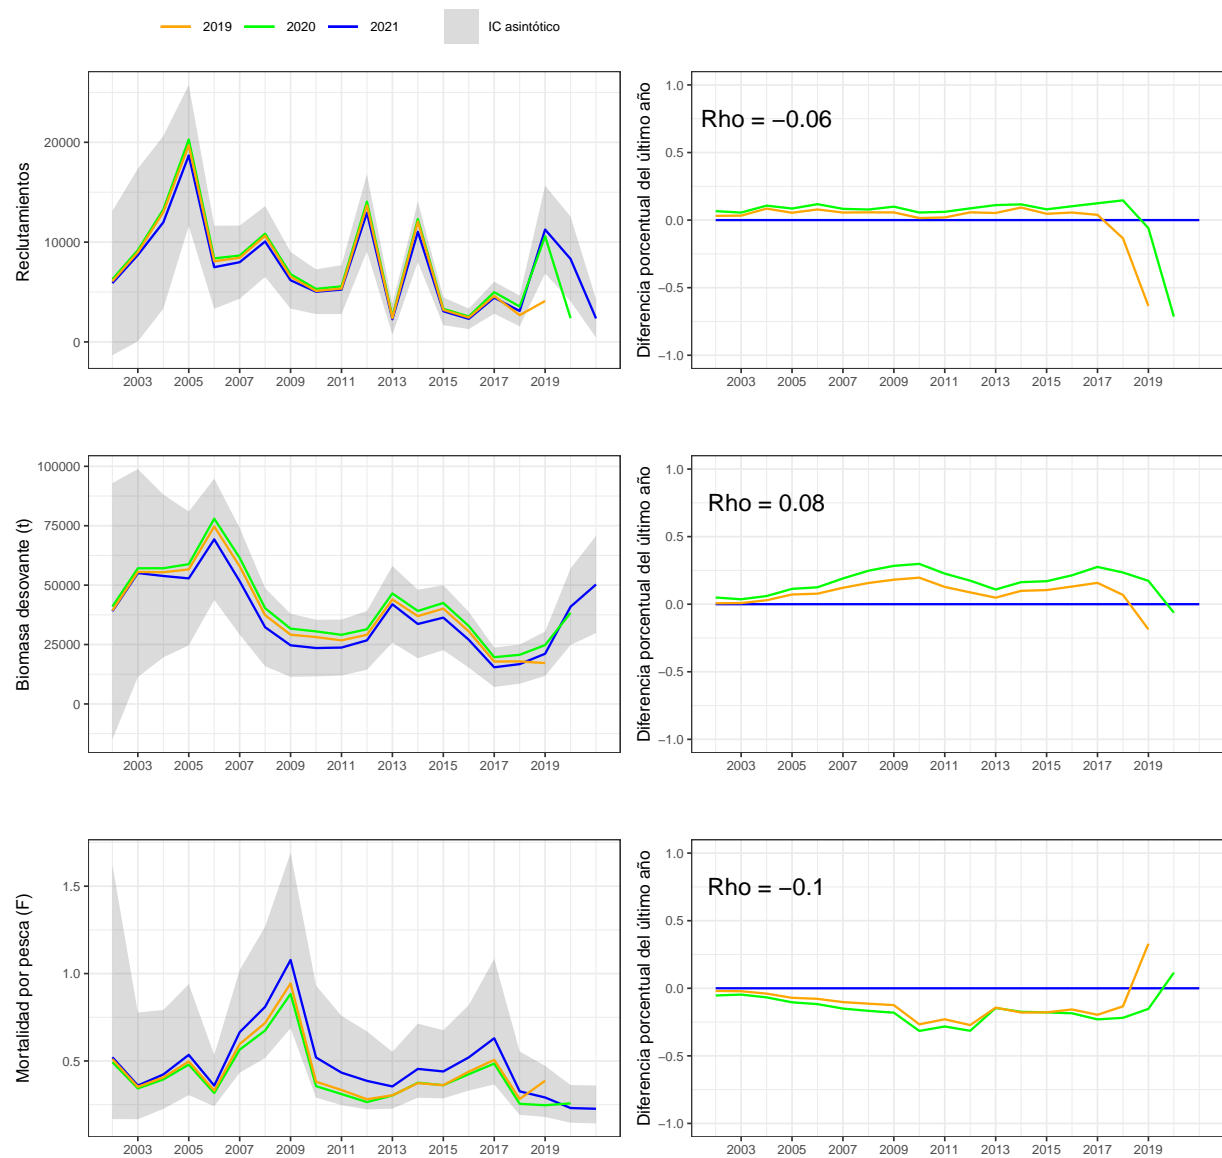 2019 2020 2021 IC asintótico
Reclutamientos
20000
10000
0
2003 2005 2007 2009 2011 2013 2015 2017 2019
Diferencia porcentual del último año
Rho = −0.06
1.0
0.5
0.0
−0.5
−1.0
2003 2005 2007 2009 2011 2013 2015 2017 2019
Biomasa desovante (t)
100000
75000
50000
25000
0
2003 2005 2007 2009 2011 2013 2015 2017 2019
Diferencia porcentual del último año
Rho = 0.08
1.0
0.5
0.0
−0.5
−1.0
2003 2005 2007 2009 2011 2013 2015 2017 2019
Mortalidad por pesca (F)
1.5
1.0
0.5
2003 2005 2007 2009 2011 2013 2015 2017 2019
Diferencia porcentual del último año
Rho = −0.1
1.0
0.5
0.0
−0.5
−1.0
2003 2005 2007 2009 2011 2013 2015 2017 2019